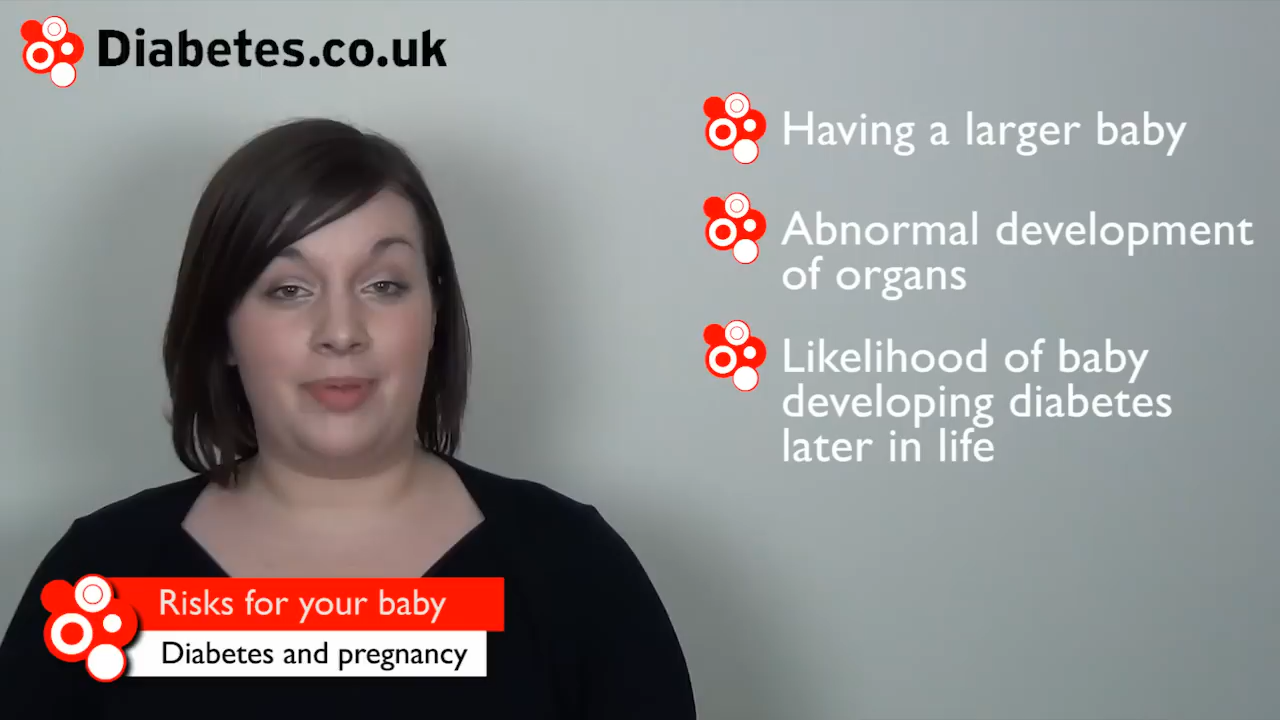 Diabetes.co.uk
Having a larger baby
Abnormal development
of organs
Likelihood of baby
developing diabetes
later in life
Risks for your baby
Diabetes and pregnancy